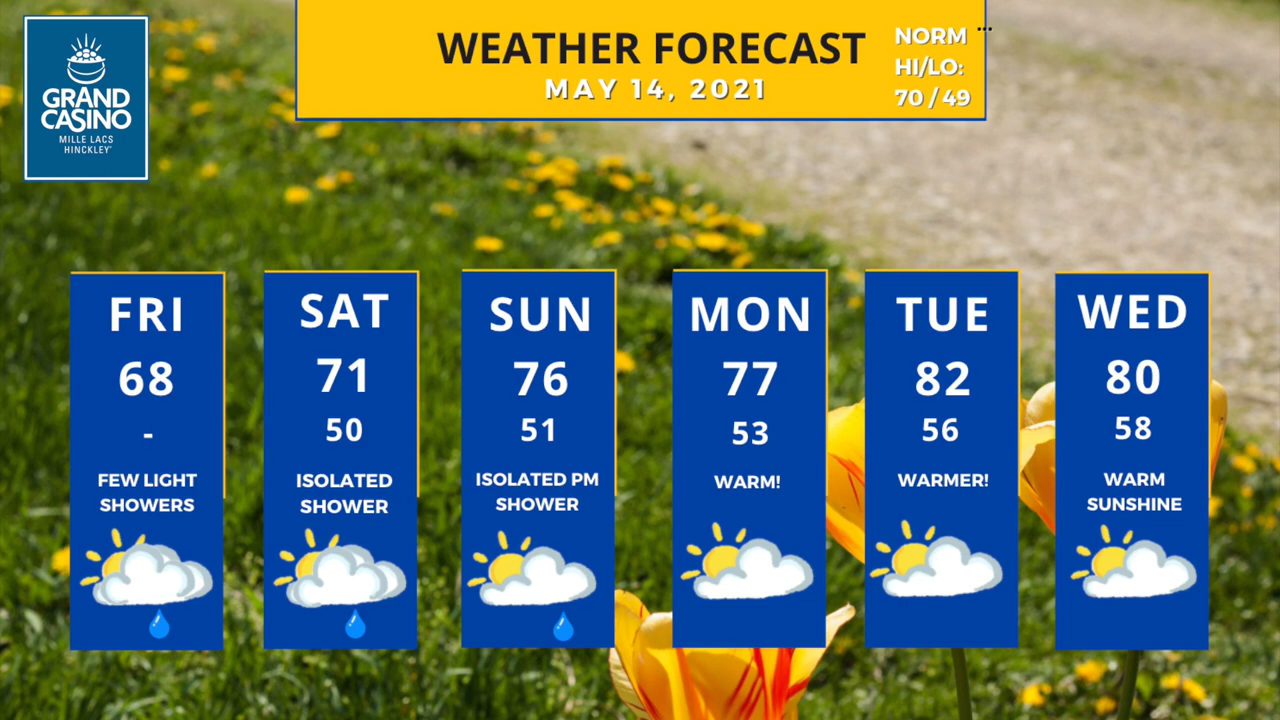 GRAND
CASINO
MILLE LACS
HINCKLEY
WEATHER FORECAST
MAY 14, 2021
NORM ...
HI/LO:
70 / 49
FRI
68
-
FEW LIGHT
SHOWERS
SAT
71
50
ISOLATED
SHOWER
SUN
76
51
ISOLATED PM
SHOWER
MON
77
53
WARM!
TUE
82
56
WARMER!
WED
80
58
WARM
SUNSHINE